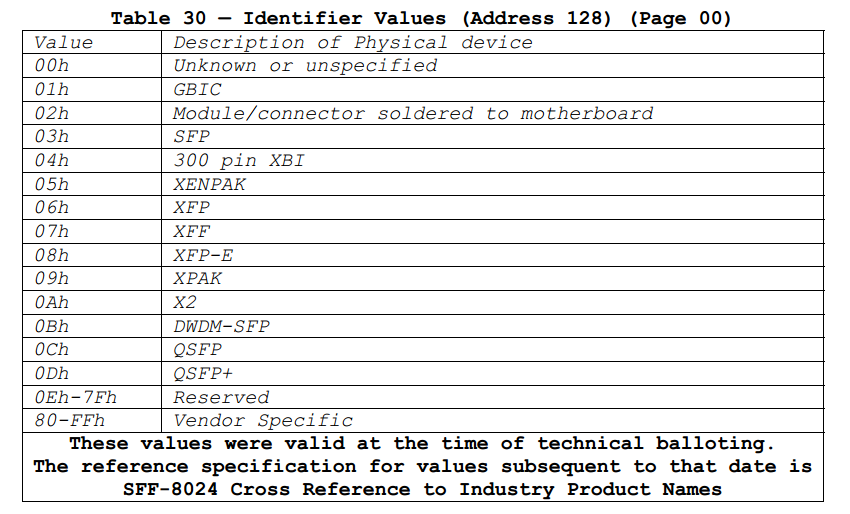 Table 30 — Identifier Values (Address 128) (Page 00)
Value Description of Physical device
00h Unknown or unspecified
01h GBIC
02h Module/connector soldered to motherboard
03h SFP
04h 300 pin XBI
05h XENPAK
06h XFP
07h XFF
08h XFP-E
09h XPAK
0Ah X2
0Bh DWDM-SFP
0Ch QSFP
0Dh QSFP+
0Eh-7Fh Reserved
80-FFh Vendor Specific
These values were valid at the time of technical balloting.
The reference specification for values subsequent to that date is
SFF-8024 Cross Reference to Industry Product Names